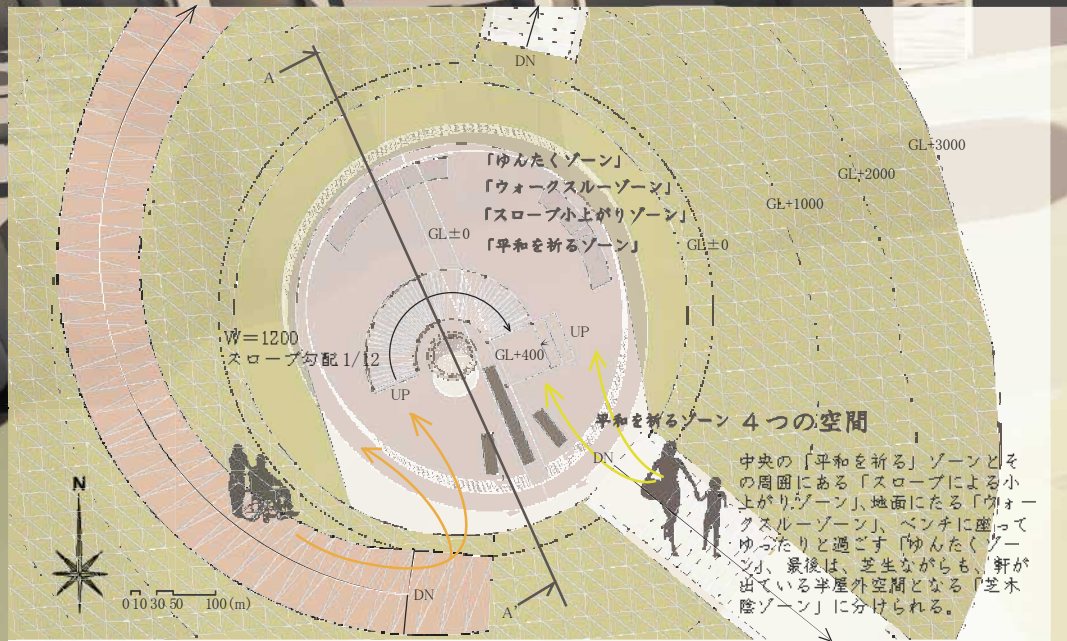 DN
A
「ゆんたくゾーン」
「ウォークスルーゾーン」
「スロープ小上がりゾーン」
「平和を祈るゾーン」
GL±0
GL±0
GL+1000
GL+2000
GL+3000
W=1200
スロープ勾配 1/12
UP
GL+400
UP
平和を祈るゾーン
4つの空間
DN
中央の「平和を祈る」ゾーンとそ
の周囲にある「スロープによる小
上がりゾーン」、地面にたる「ウォー
クスルーゾーン」、ベンチに座って
ゆったりと過ごす「ゆんたくゾー
ン」、最後は、芝生ながらも、軒が
出ている半屋外空間となる「芝木
陰ゾーン」に分けられる。
N
0 10 30 50 100(m)
DN
A'